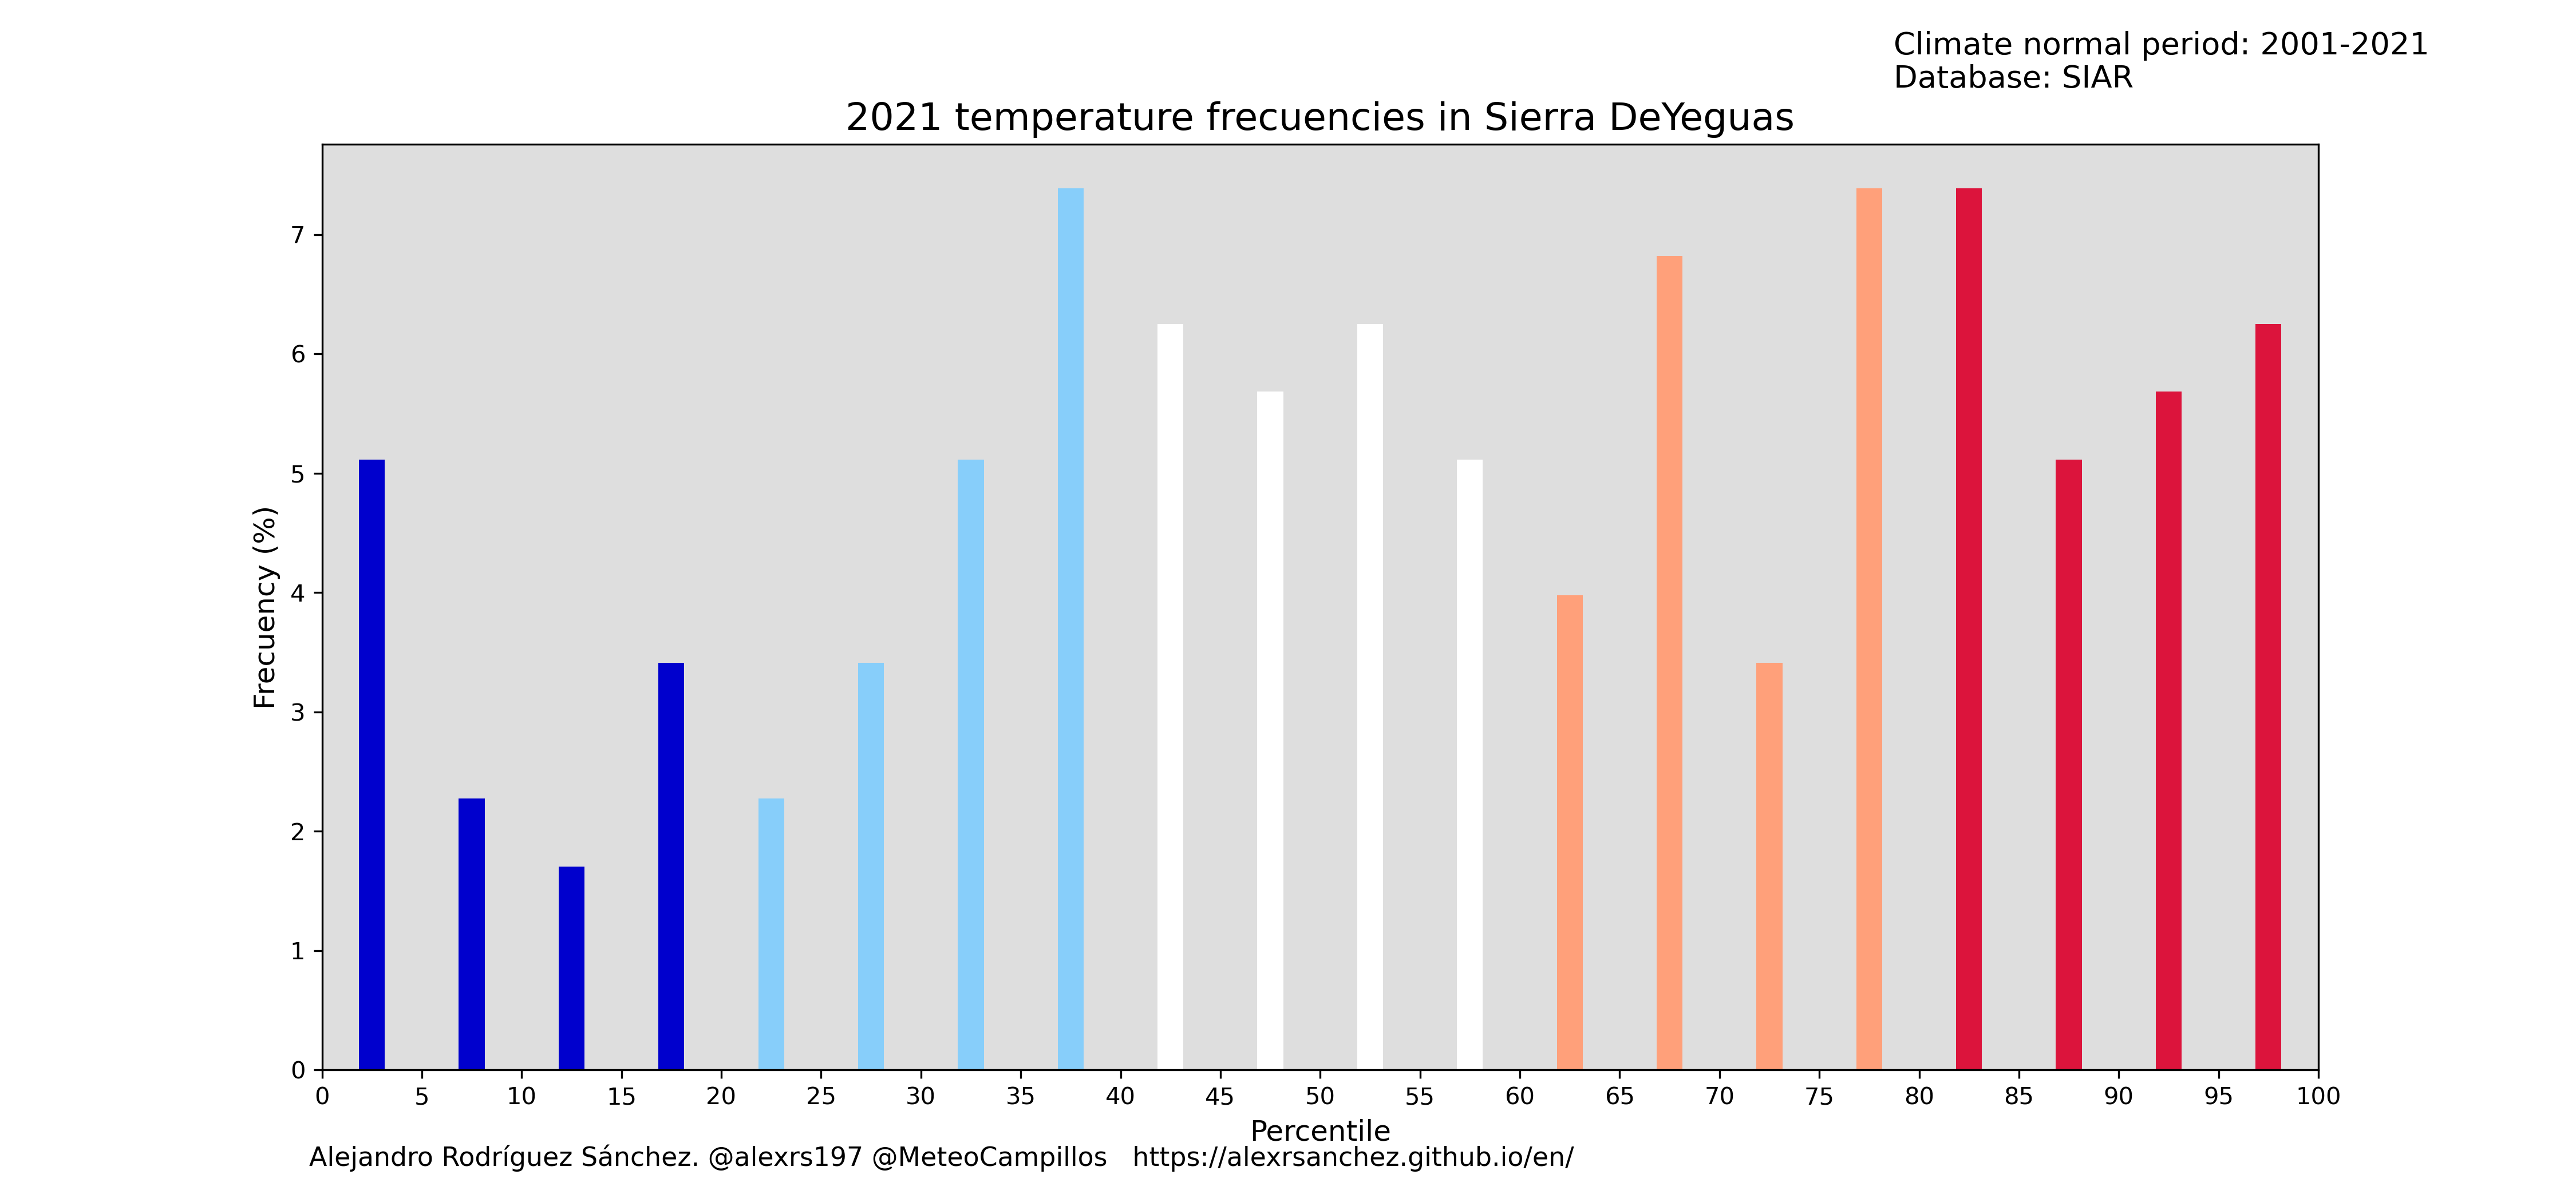 Climate normal period: 2001-2021
Database: SIAR
2021 temperature frecuencies in Sierra DeYeguas
7
6
5
4
3
2
1
0
Frecuency (%)
0 5 10 15 20 25 30 35 40 45 50 55 60 65 70 75 80 85 90 95 100
Percentile
Alejandro Rodríguez Sánchez. @alexrs197 @MeteoCampillos https://alexrsanchez.github.io/en/